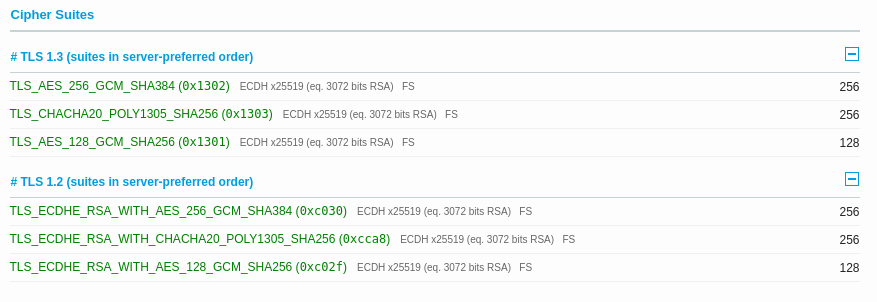 Cipher Suites
# TLS 1.3 (suites in server-preferred order)
TLS_AES_256_GCM_SHA384 (0x1302) ECDH x25519 (eq. 3072 bits RSA) FS 256
TLS_CHACHA20_POLY1305_SHA256 (0x1303) ECDH x25519 (eq. 3072 bits RSA) FS 256
TLS_AES_128_GCM_SHA256 (0x1301) ECDH x25519 (eq. 3072 bits RSA) FS 128
# TLS 1.2 (suites in server-preferred order)
TLS_ECDHE_RSA_WITH_AES_256_GCM_SHA384 (0xc030) ECDH x25519 (eq. 3072 bits RSA) FS 256
TLS_ECDHE_RSA_WITH_CHACHA20_POLY1305_SHA256 (0xcca8) ECDH x25519 (eq. 3072 bits RSA) FS 256
TLS_ECDHE_RSA_WITH_AES_128_GCM_SHA256 (0xc02f) ECDH x25519 (eq. 3072 bits RSA) FS 128